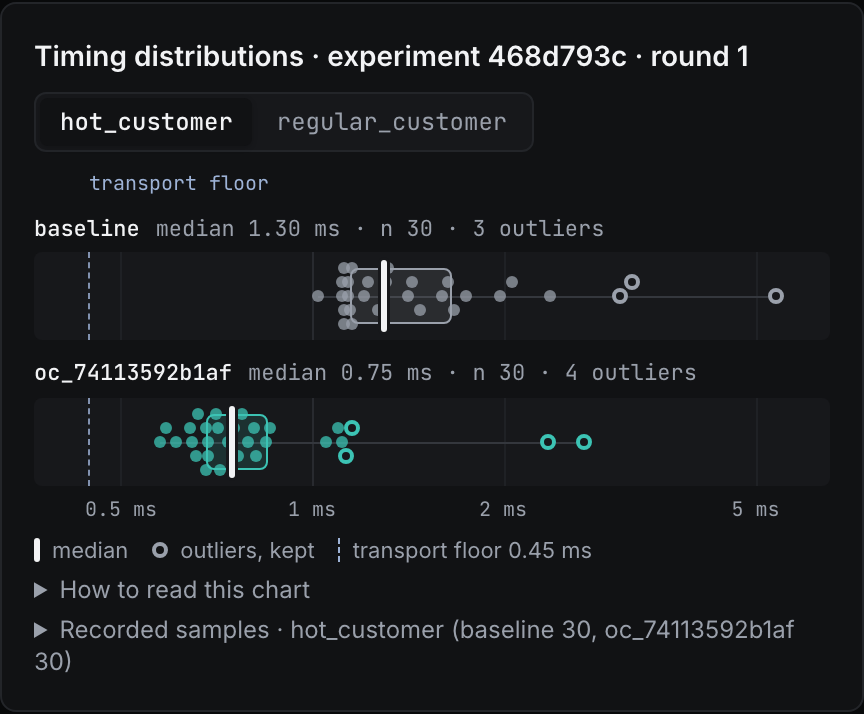 Timing distributions · experiment 468d793c · round 1
hot_customer regular_customer
transport floor
baseline median 1.30 ms · n 30 · 3 outliers
oc_74113592b1af median 0.75 ms · n 30 · 4 outliers
0.5 ms 1 ms 2 ms 5 ms
median outliers, kept transport floor 0.45 ms
How to read this chart
Recorded samples · hot_customer (baseline 30, oc_74113592b1af
30)